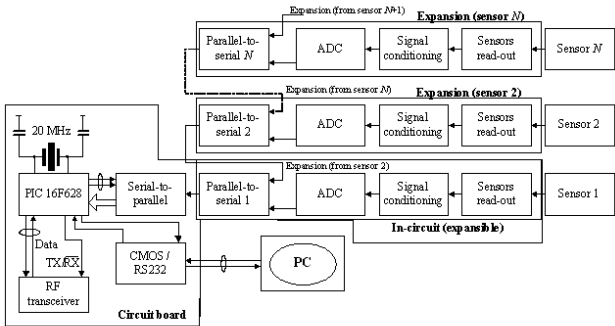 Expansion (from sensor N+1)
Expansion (sensor N)
Parallel-to-
serial N
ADC
Signal
conditioning
Sensors
read-out
Sensor N
Expansion (from sensor N)
Expansion (sensor 2)
Parallel-to-
serial 2
ADC
Signal
conditioning
Sensors
read-out
Sensor 2
20 MHz
Expansion (from sensor 2)
PIC 16F628
Serial-to-
parallel
Parallel-to-
serial 1
ADC
Signal
conditioning
Sensors
read-out
Sensor 1
In-circuit (expansible)
Data
TX/RX
CMOS /
RS232
PC
RF
transceiver
Circuit board